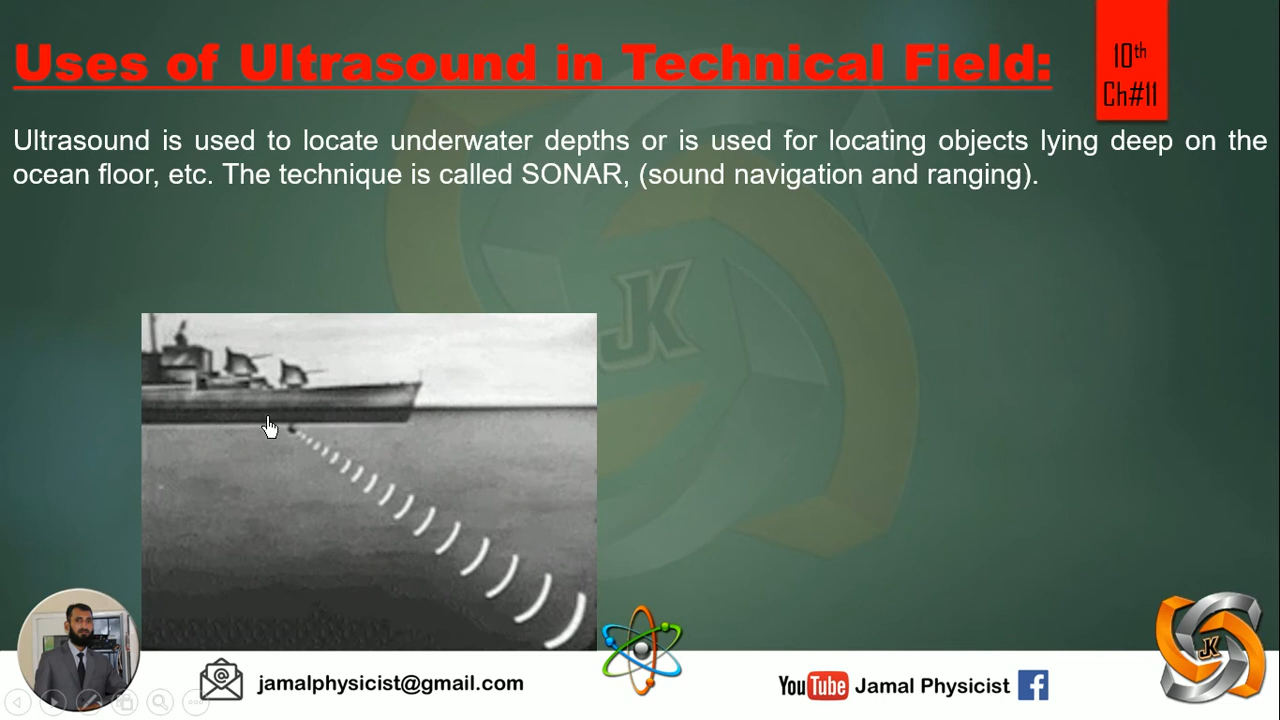 Uses of Ultrasound in Technical Field:
10th
Ch#11
Ultrasound is used to locate underwater depths or is used for locating objects lying deep on the
ocean floor, etc. The technique is called SONAR, (sound navigation and ranging).
JK
jamalphysicist@gmail.com
YouTube Jamal Physicist f
JK